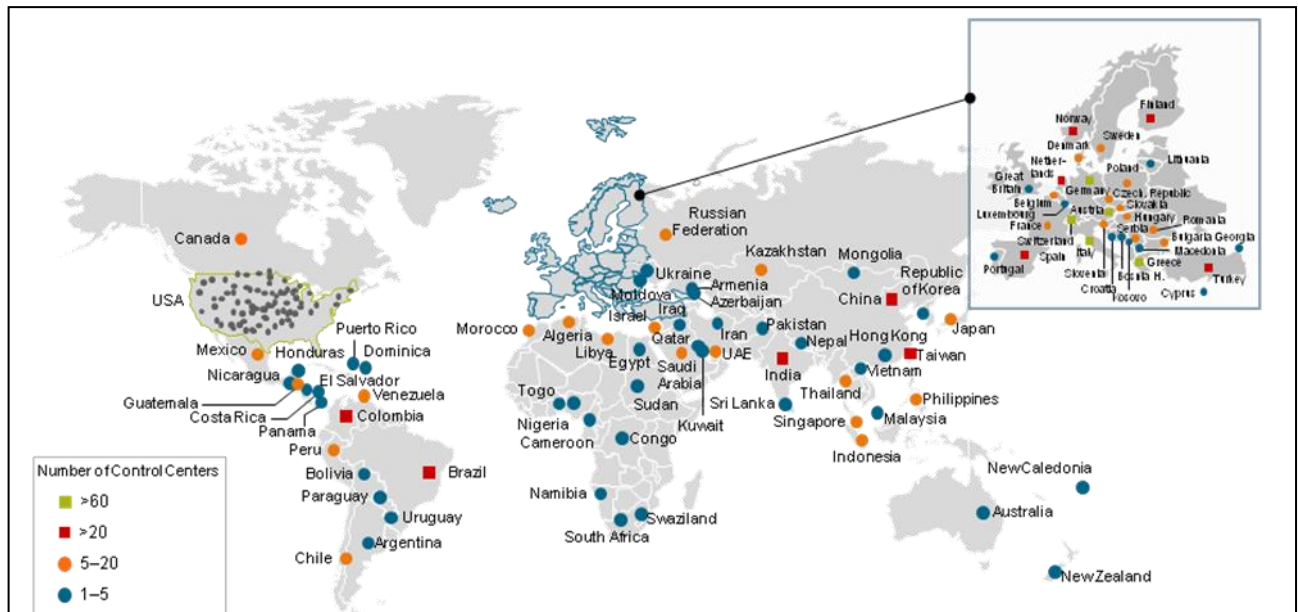 Finland
Norway
Sweden
Denmark
Nether-
lands
Lithuania
Poland
Great
Britain
Germany
Czech. Republic
Belgium
Slovakia
Luxembourg
Austria
Hungary
Romania
France
Serbia
Switzerland
Bulgaria
Georgia
Italy
Macedonia
Spain
Greece
Portugal
Slovenia
Bosnia H.
Croatia
Kosovo
Turkey
Cyprus
Canada
Russian
Federation
Kazakhstan
Mongolia
USA
Ukraine
Republic
of Korea
Moldova
Armenia
Azerbaijan
China
Iraq
Israel
Puerto Rico
Morocco
Algeria
Qatar
Iran
Pakistan
Hong Kong
Japan
Mexico
Honduras
Dominica
Libya
Nepal
Taiwan
Egypt
Saudi
Arabia
UAE
India
Vietnam
Nicaragua
El Salvador
Thailand
Venezuela
Guatemala
Togo
Sudan
Sri Lanka
Philippines
Costa Rica
Colombia
Nigeria
Kuwait
Singapore
Malaysia
Panama
Cameroon
Congo
Peru
Indonesia
Number of Control Centers
Bolivia
Brazil
New Caledonia
>60
Paraguay
Namibia
>20
Uruguay
Swaziland
Australia
South Africa
Argentina
5–20
Chile
1–5
New Zealand